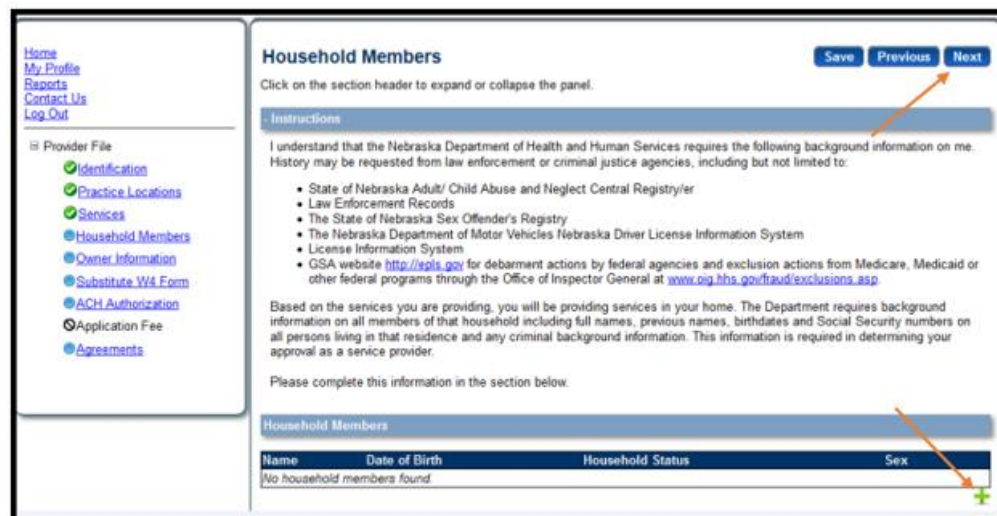 Home
My Profile
Reports
Contact Us
Log Out
Provider File
Identification
Practice Locations
Services
Household Members
Owner Information
Substitute W4 Form
ACH Authorization
Application Fee
Agreements
Household Members
Save Previous Next
Click on the section header to expand or collapse the panel.
- Instructions
I understand that the Nebraska Department of Health and Human Services requires the following background information on me.
History may be requested from law enforcement or criminal justice agencies, including but not limited to:
• State of Nebraska Adult/ Child Abuse and Neglect Central Registry/er
• Law Enforcement Records
• The State of Nebraska Sex Offender's Registry
• The Nebraska Department of Motor Vehicles Nebraska Driver License Information System
• License Information System
• GSA website http://epls.gov for debarment actions by federal agencies and exclusion actions from Medicare, Medicaid or
other federal programs through the Office of Inspector General at www.oig.hhs.gov/fraud/exclusions.asp.
Based on the services you are providing, you will be providing services in your home. The Department requires background
information on all members of that household including full names, previous names, birthdates and Social Security numbers on
all persons living in that residence and any criminal background information. This information is required in determining your
approval as a service provider.
Please complete this information in the section below.
Household Members
Name Date of Birth Household Status Sex
No household members found.